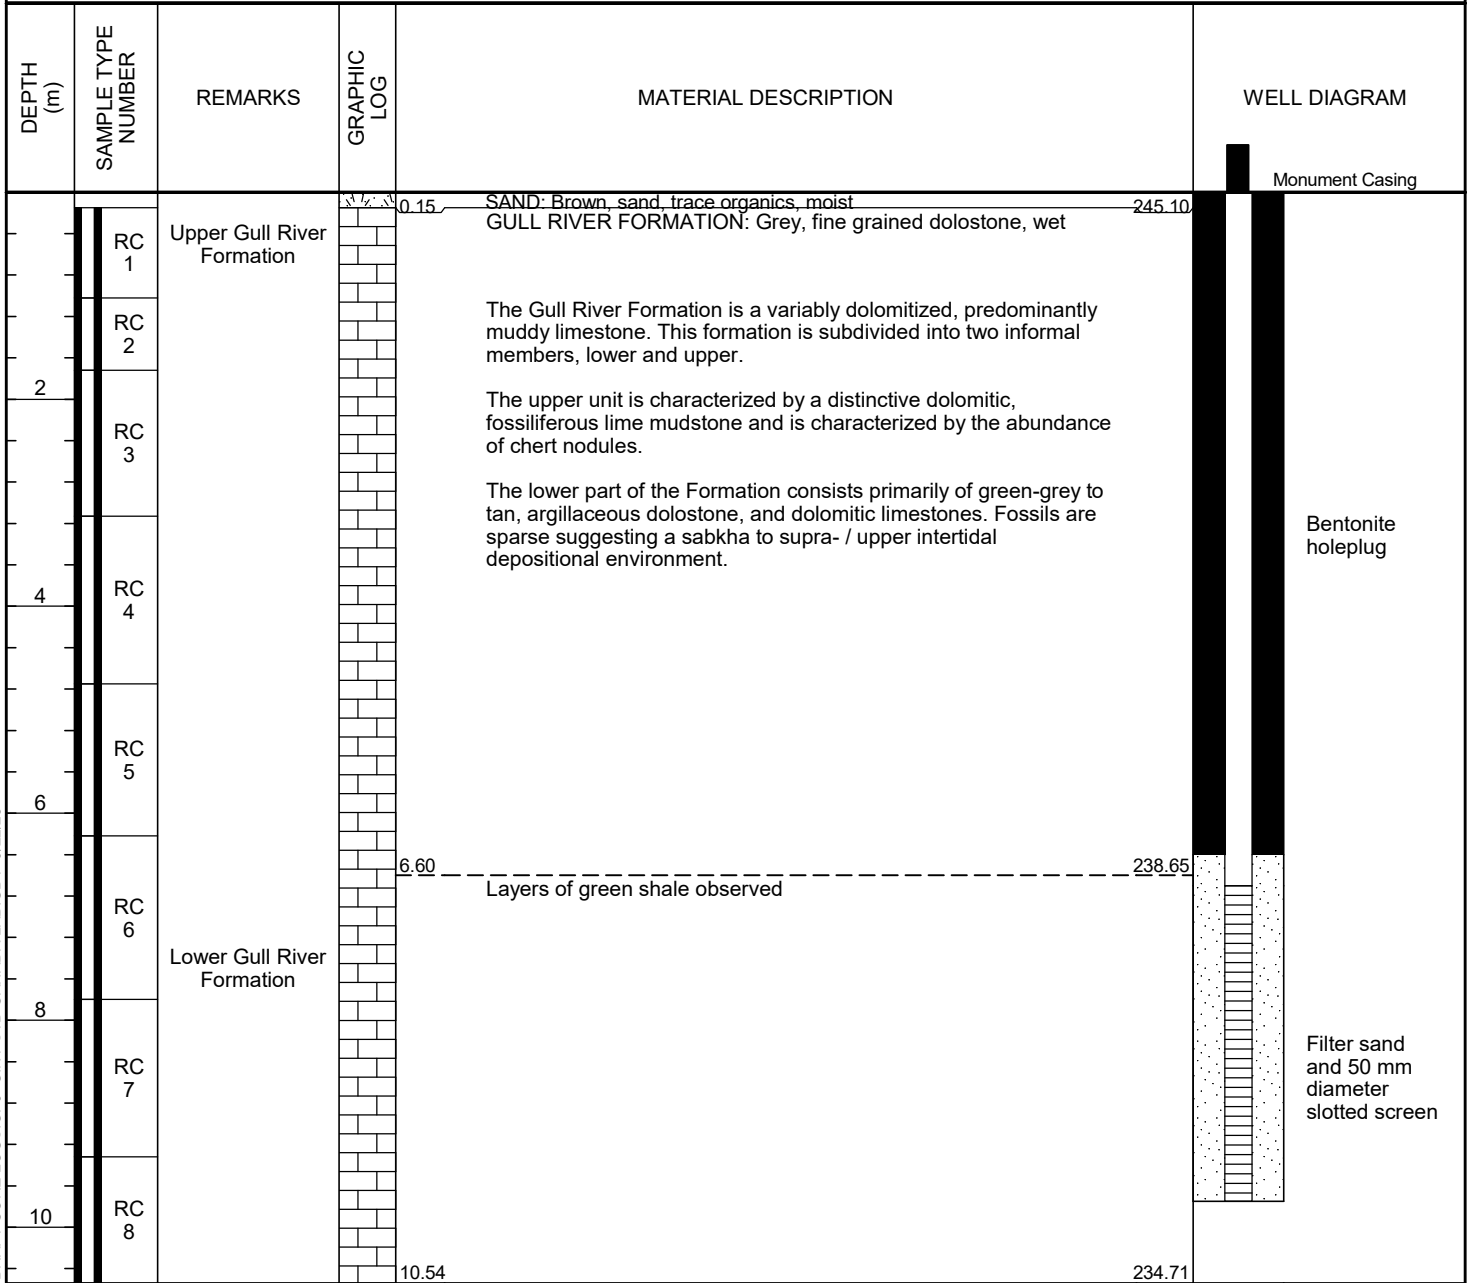 DEPTH
(m)
SAMPLE TYPE
NUMBER
REMARKS
GRAPHIC
LOG
MATERIAL DESCRIPTION
WELL DIAGRAM
Monument Casing
0.15
SAND: Brown, sand, trace organics, moist
245.10
GULL RIVER FORMATION: Grey, fine grained dolostone, wet
Upper Gull River
Formation
RC
1
The Gull River Formation is a variably dolomitized, predominantly
muddy limestone. This formation is subdivided into two informal
members, lower and upper.
RC
2
2
The upper unit is characterized by a distinctive dolomitic,
fossiliferous lime mudstone and is characterized by the abundance
of chert nodules.
RC
3
The lower part of the Formation consists primarily of green-grey to
tan, argillaceous dolostone, and dolomitic limestones. Fossils are
sparse suggesting a sabkha to supra- / upper intertidal
depositional environment.
Bentonite
holeplug
RC
4
4
RC
5
6
6.60
238.65
Layers of green shale observed
RC
6
Lower Gull River
Formation
8
RC
7
Filter sand
and 50 mm
diameter
slotted screen
RC
8
10
10.54
234.71